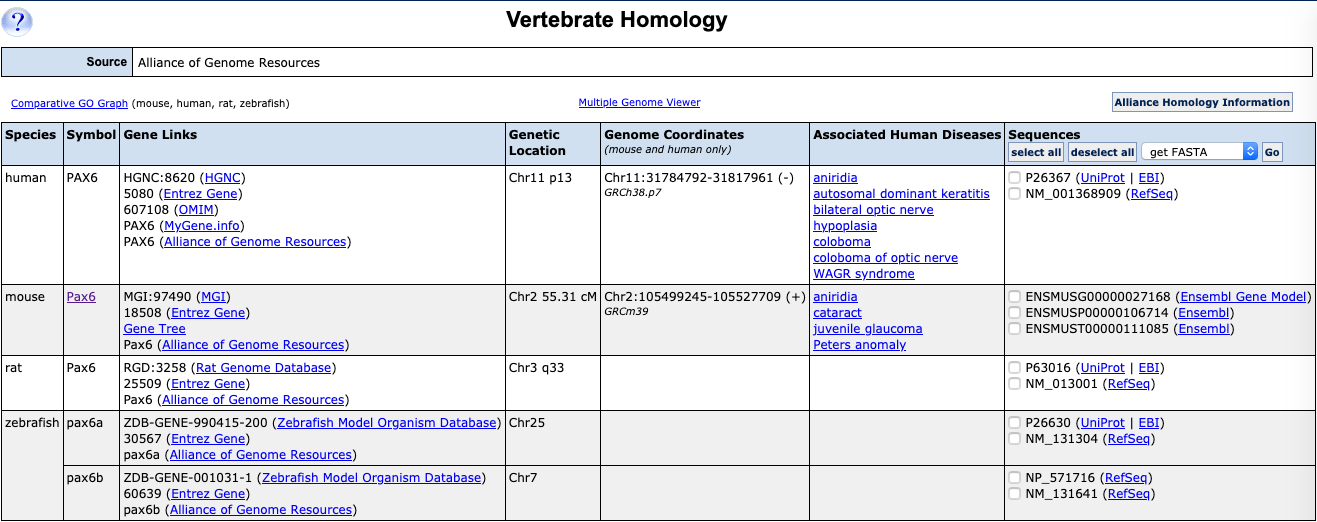 ?
Vertebrate Homology
Source Alliance of Genome Resources
Comparative GO Graph (mouse, human, rat, zebrafish) Multiple Genome Viewer Alliance Homology Information
Species Symbol Gene Links Genetic Location Genome Coordinates (mouse and human only) Associated Human Diseases Sequences
select all deselect all get FASTA Go
human PAX6
HGNC:8620 (HGNC)
5080 (Entrez Gene)
607108 (OMIM)
PAX6 (MyGene.info)
PAX6 (Alliance of Genome Resources)
Chr11 p13
Chr11:31784792-31817961 (-)
GRCh38.p7
aniridia
autosomal dominant keratitis
bilateral optic nerve
hypoplasia
coloboma
coloboma of optic nerve
WAGR syndrome
P26367 (UniProt | EBI)
NM_001368909 (RefSeq)
mouse Pax6
MGI:97490 (MGI)
18508 (Entrez Gene)
Gene Tree
Pax6 (Alliance of Genome Resources)
Chr2 55.31 cM
Chr2:105499245-105527709 (+)
GRCm39
aniridia
cataract
juvenile glaucoma
Peters anomaly
ENSMUSG00000027168 (Ensembl Gene Model)
ENSMUSP00000106714 (Ensembl)
ENSMUST00000111085 (Ensembl)
rat Pax6
RGD:3258 (Rat Genome Database)
25509 (Entrez Gene)
Pax6 (Alliance of Genome Resources)
Chr3 q33
P63016 (UniProt | EBI)
NM_013001 (RefSeq)
zebrafish pax6a
ZDB-GENE-990415-200 (Zebrafish Model Organism Database)
30567 (Entrez Gene)
pax6a (Alliance of Genome Resources)
Chr25
P26630 (UniProt | EBI)
NM_131304 (RefSeq)
pax6b
ZDB-GENE-001031-1 (Zebrafish Model Organism Database)
60639 (Entrez Gene)
pax6b (Alliance of Genome Resources)
Chr7
NP_571716 (RefSeq)
NM_131641 (RefSeq)